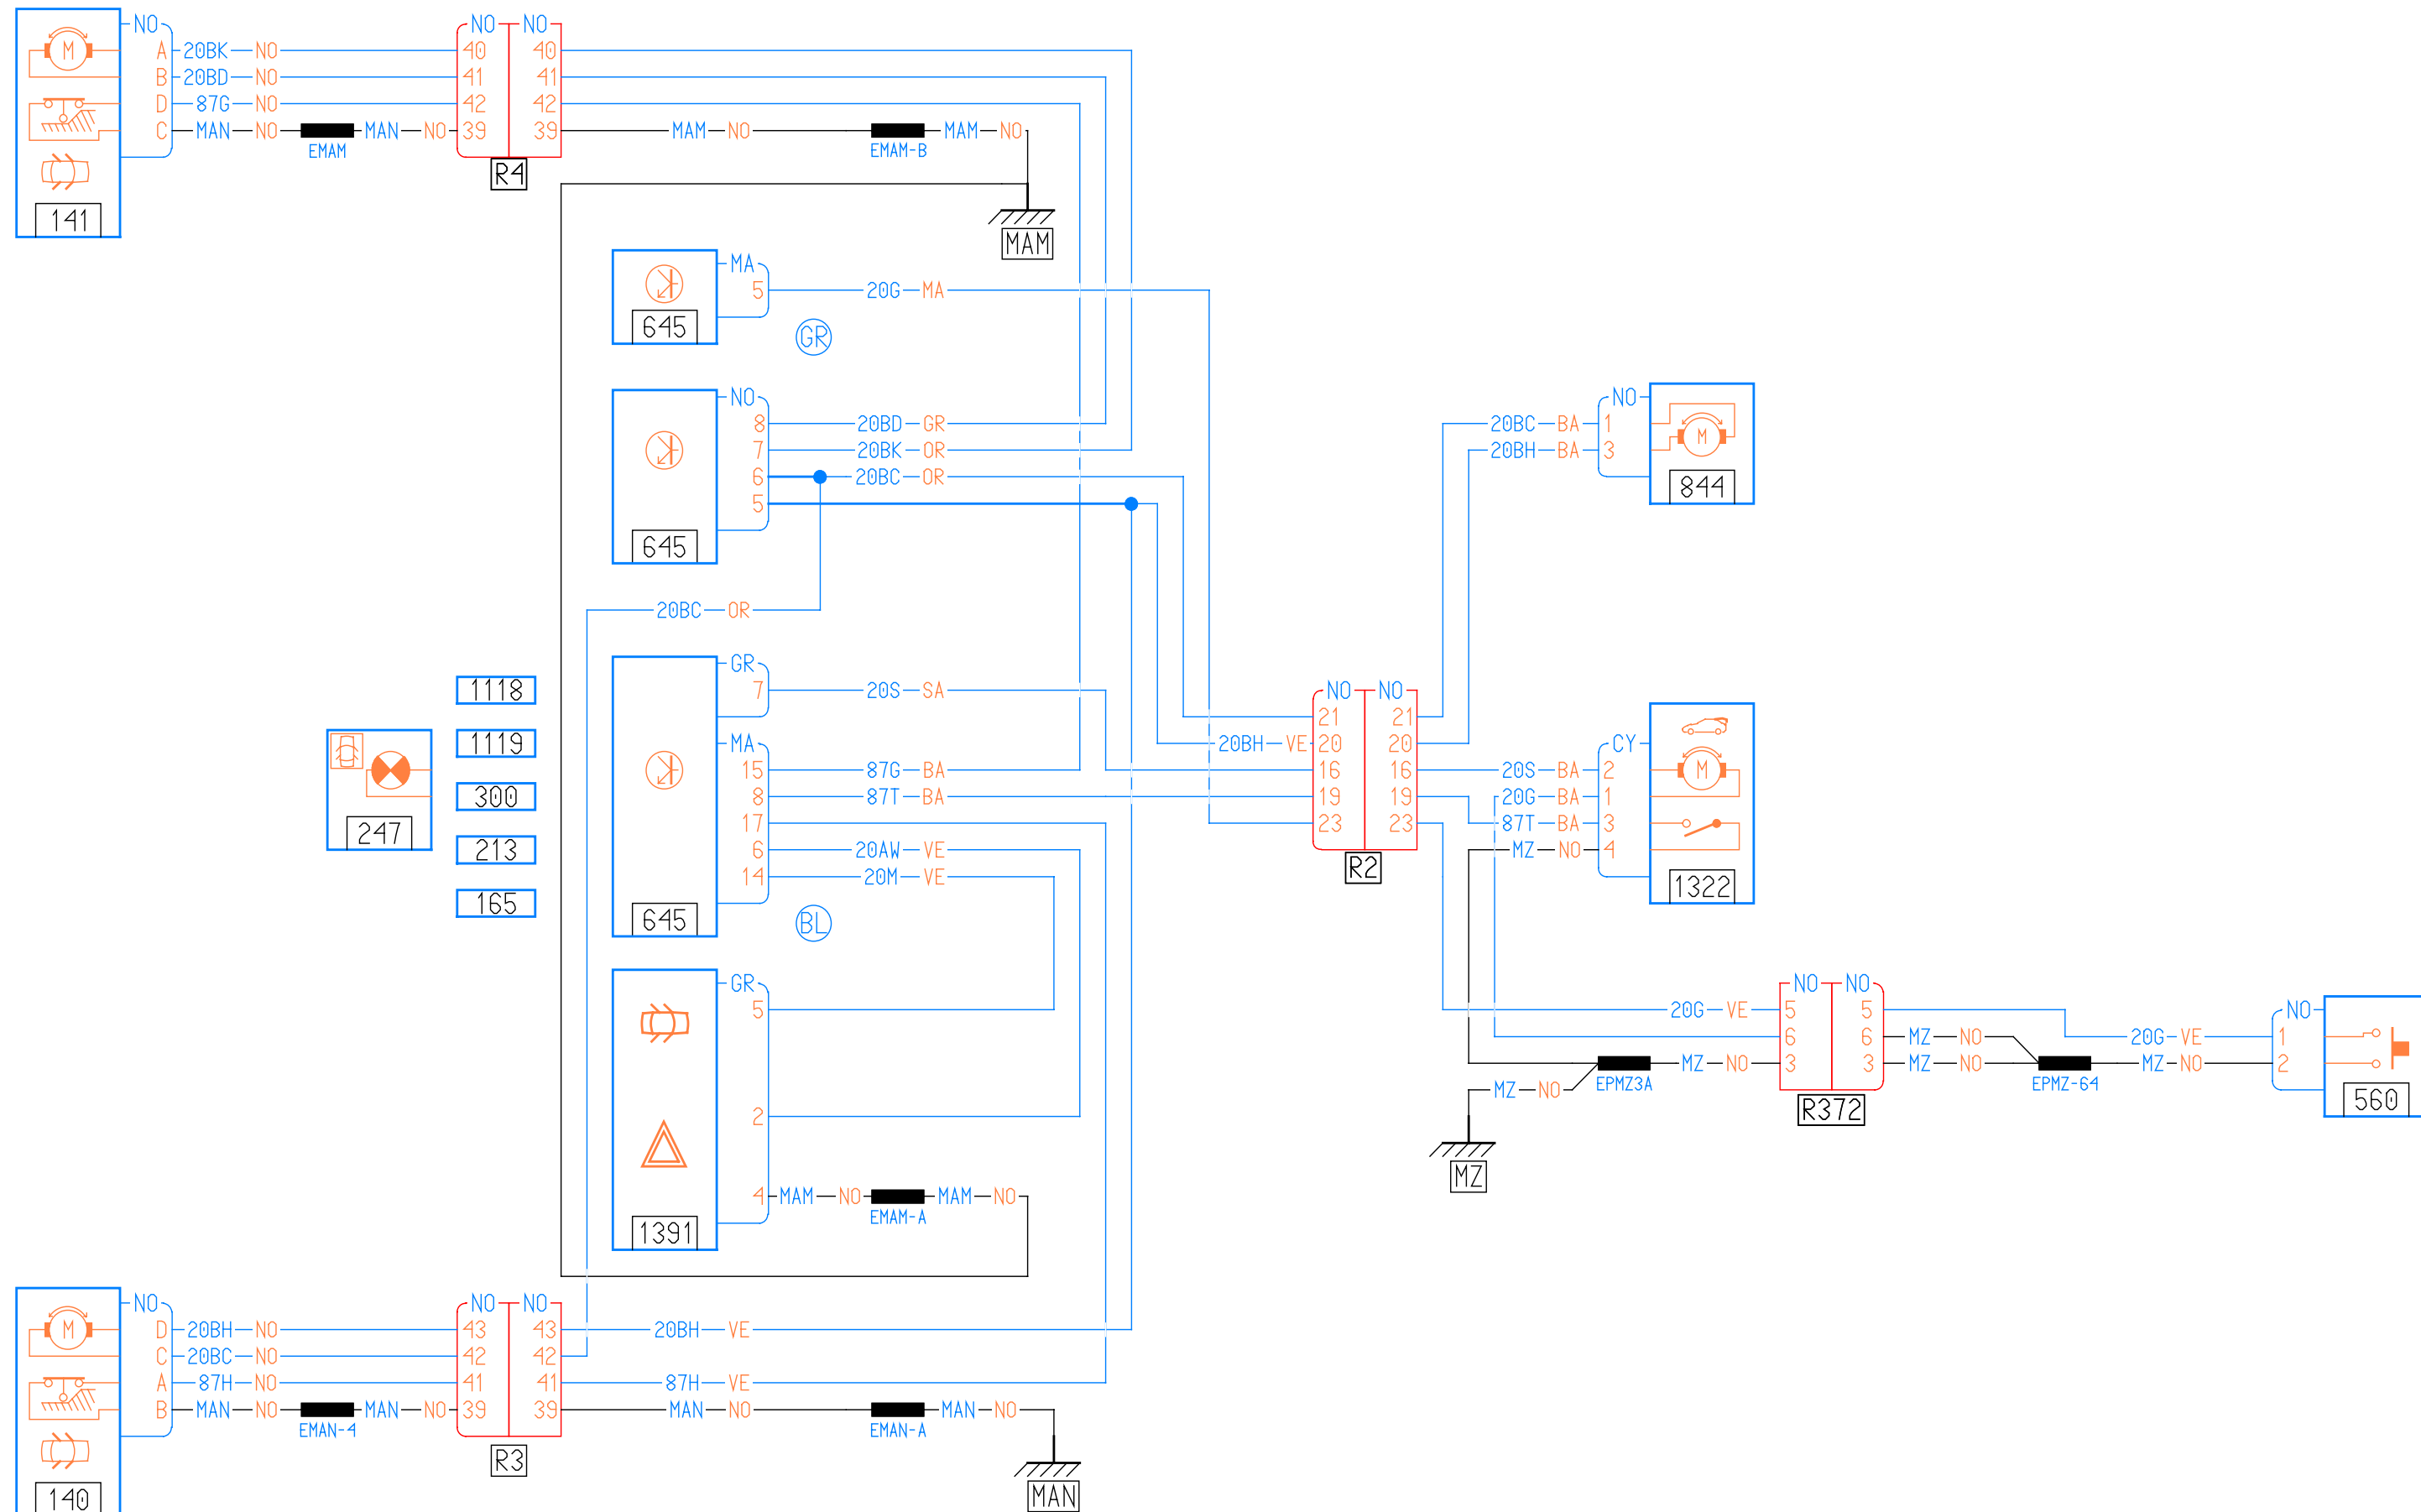 NO NO NO
A 20BK NO 40 40
B 20BD NO 41 41
D 87G NO 42 42
C MAN NO MAN NO 39 39 MAM NO MAM NO
EMAM EMAM-B
R4
141
MAM
MA
5 20G MA
645
GR
NO
8 20BD GR
7 20BK OR
6 20BC OR
5
645
NO
20BC BA 1
20BH BA 3
844
20BC OR
GR
7 20S SA
MA
15 87G BA
8 87T BA
17
6 20AW VE
14 20M VE
645
BL
1118
1119
300
213
165
247
M
M
M
M
NO NO
21 21
20BH VE 20 20
16 16
19 19
23 23
R2
CY
20S BA 2
20G BA 1
87T BA 3
MZ NO 4
1322
GR
5
2
4 MAM NO MAM NO
EMAM-A
1391
NO NO NO
20G VE 5 5
6 6 MZ NO 20G VE 1
MZ NO 3 3 MZ NO MZ NO 2
EPMZ3A EPMZ-64
MZ NO
R372
560
MZ
NO NO NO
D 20BH NO 43 43 20BH VE
C 20BC NO 42 42
A 87H NO 41 41 87H VE
B MAN NO MAN NO 39 39 MAN NO MAN NO
EMAN-4 EMAN-A
R3
140
MAN